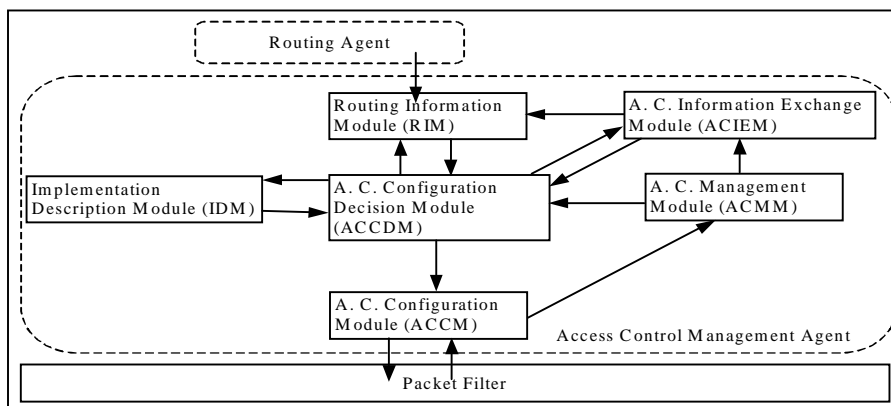 Routing Agent
Routing Information
Module (RIM)
A. C. Information Exchange
Module (ACIEM)
Implementation
Description Module (IDM)
A. C. Configuration
Decision Module
(ACCDM)
A. C. Management
Module (ACMM)
A. C. Configuration
Module (ACCM)
Access Control Management Agent
Packet Filter